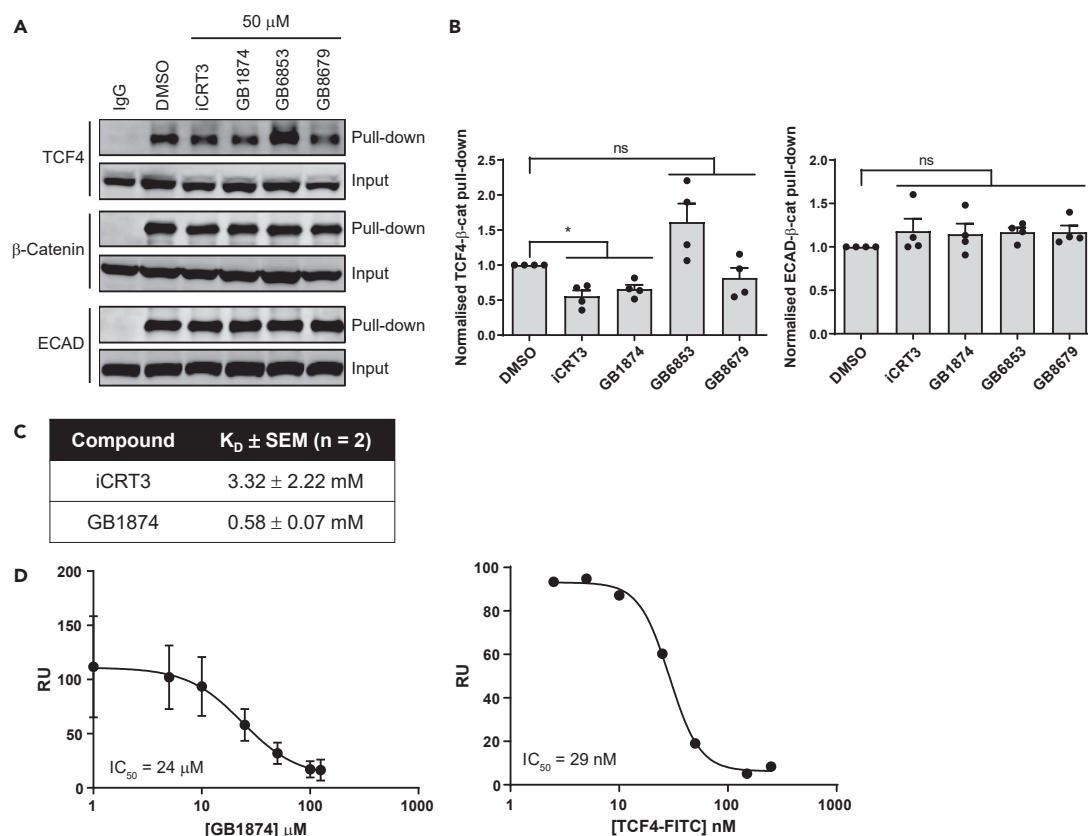 A
50 μM
IgG
DMSO
iCRT3
GB1874
GB6853
GB8679
TCF4
Pull-down
Input
β-Catenin
Pull-down
Input
ECAD
Pull-down
Input
B
Normalised TCF4-β-cat pull-down
2.5
2.0
1.5
1.0
0.5
0.0
ns
*
DMSO
iCRT3
GB1874
GB6853
GB8679
Normalised ECAD-β-cat pull-down
2.0
1.5
1.0
0.5
0.0
ns
DMSO
iCRT3
GB1874
GB6853
GB8679
C
Compound K_D ± SEM (n = 2)
iCRT3 3.32 ± 2.22 mM
GB1874 0.58 ± 0.07 mM
D
RU
200
150
100
50
0
IC50 = 24 μM
1 10 100 1000
[GB1874] μM
RU
100
80
60
40
20
0
IC50 = 29 nM
1 10 100 1000
[TCF4-FITC] nM